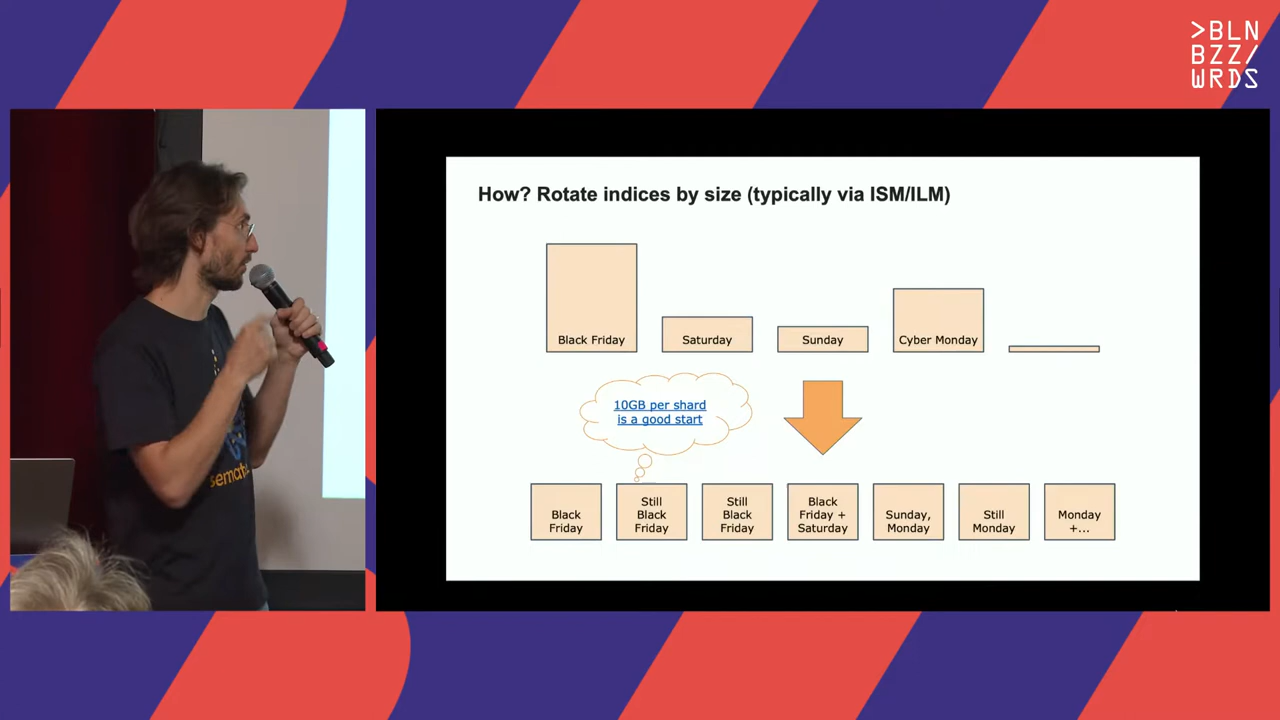 >BLN
BZZ/
WRDS
How? Rotate indices by size (typically via ISM/ILM)
Black Friday
Saturday
Sunday
Cyber Monday
10GB per shard
is a good start
Black
Friday
Still
Black
Friday
Still
Black
Friday
Black
Friday +
Saturday
Sunday,
Monday
Still
Monday
Monday
+...